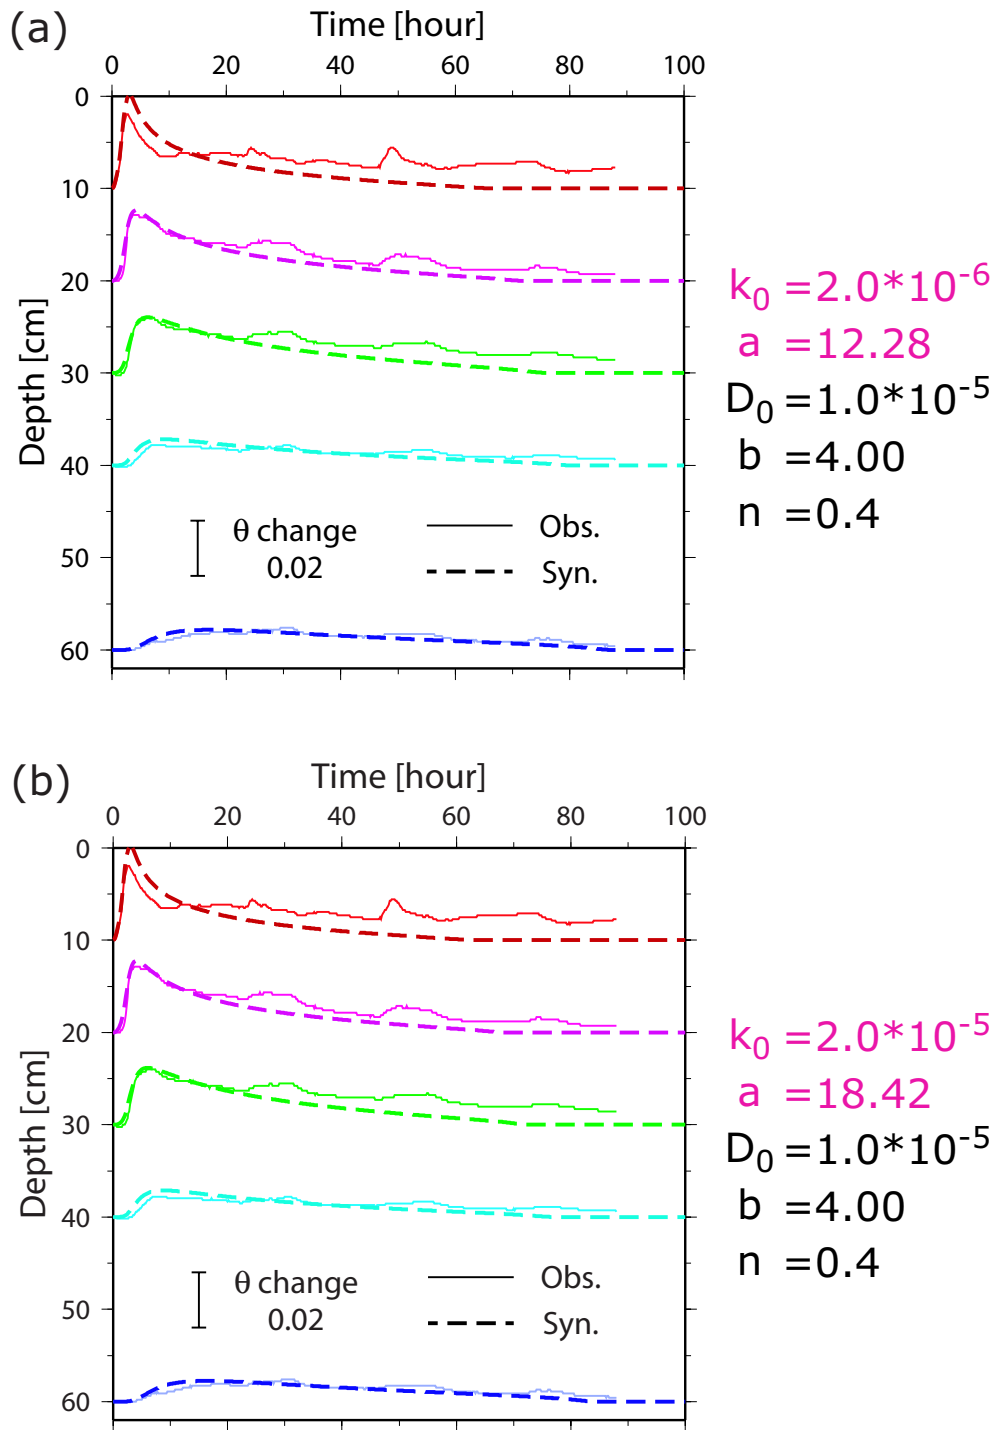 (a)
Time [hour]
0 20 40 60 80 100
Depth [cm]
0
10
20
30
40
50
60
θ change
0.02
Obs.
Syn.
k₀ =2.0*10⁻⁶
a =12.28
D₀ =1.0*10⁻⁵
b =4.00
n =0.4
(b)
Time [hour]
0 20 40 60 80 100
Depth [cm]
0
10
20
30
40
50
60
θ change
0.02
Obs.
Syn.
k₀ =2.0*10⁻⁵
a =18.42
D₀ =1.0*10⁻⁵
b =4.00
n =0.4